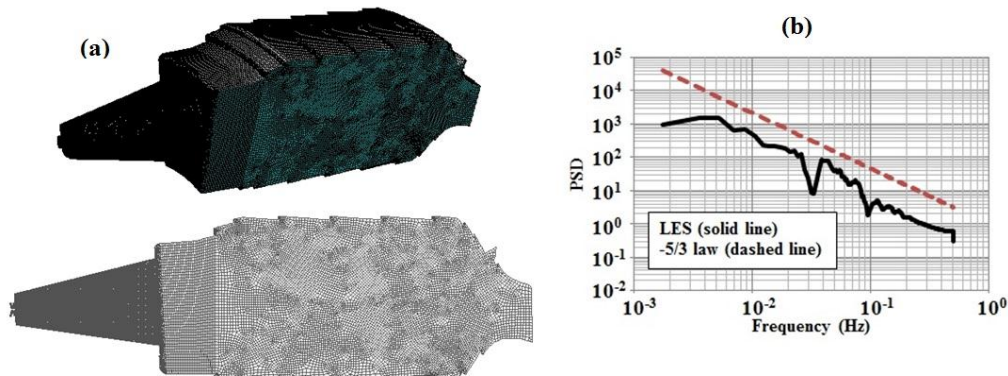 (a)
(b)
10⁵
10⁴
10³
10²
10¹
10⁰
10⁻¹
10⁻²
PSD
LES (solid line)
-5/3 law (dashed line)
10⁻³
10⁻²
10⁻¹
10⁰
Frequency (Hz)